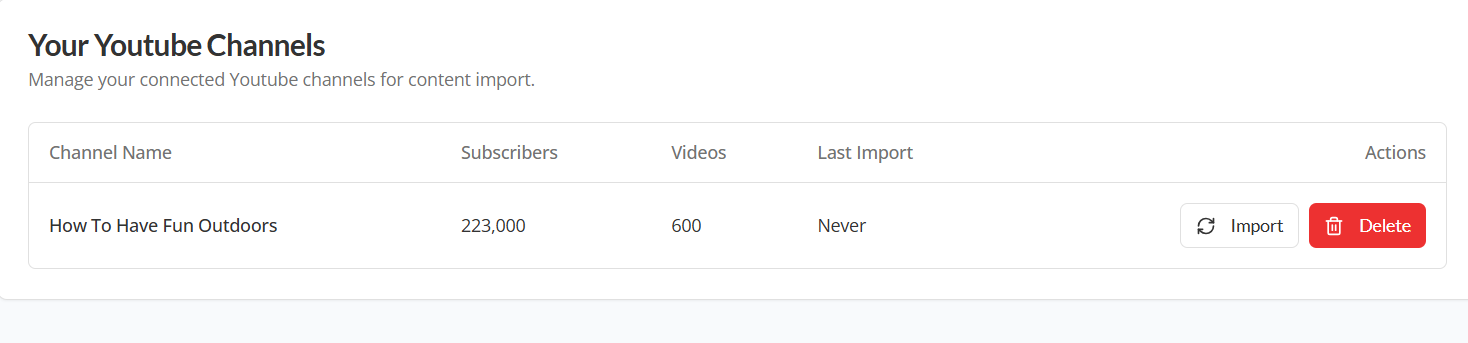 Your Youtube Channels
Manage your connected Youtube channels for content import.
Channel Name Subscribers Videos Last Import Actions
How To Have Fun Outdoors 223,000 600 Never Import Delete